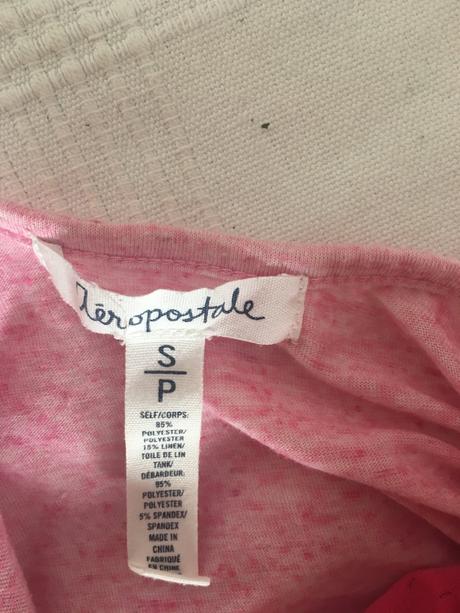 Aéropostale
S
P
SELF/CORPS:
85%
POLYESTER/
POLYESTER
15% LINEN/
TOILE DE LIN
TANK/
DÉBARDEUR:
95%
POLYESTER/
POLYESTER
5% SPANDEX/
SPANDEX
MADE IN
CHINA
FABRIQUÉ
EN CHINE